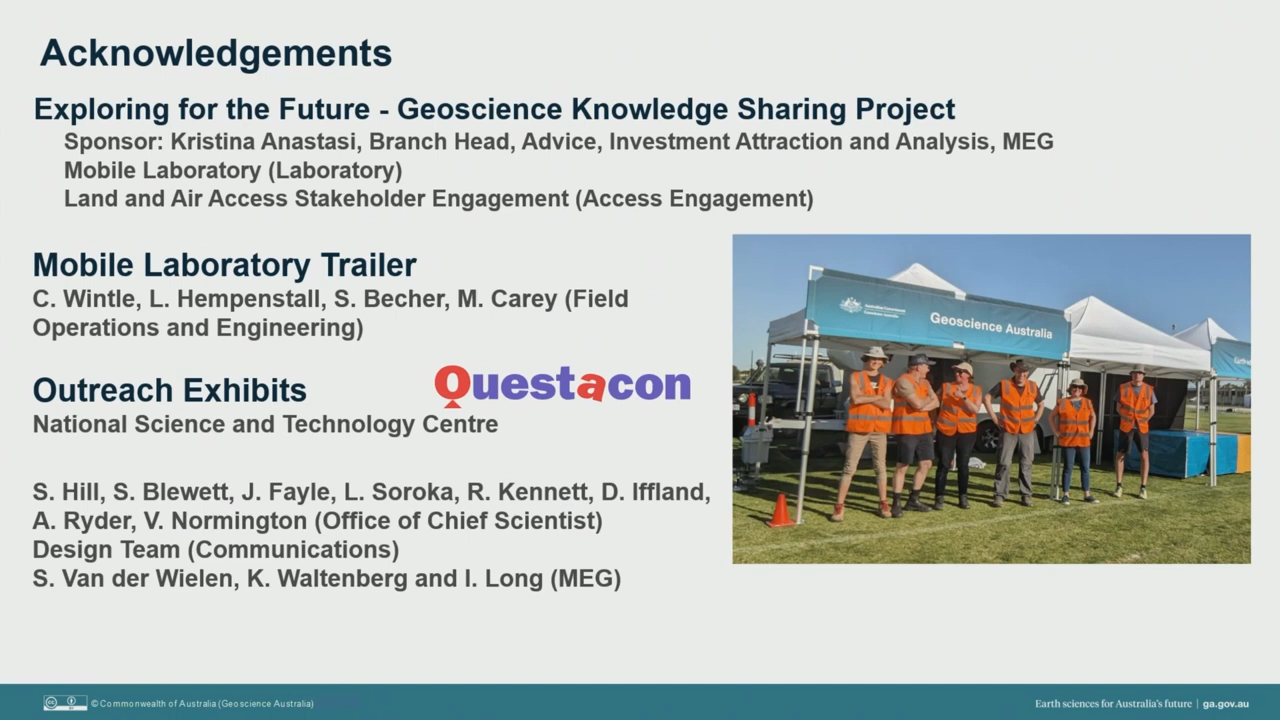 Acknowledgements
Exploring for the Future - Geoscience Knowledge Sharing Project
Sponsor: Kristina Anastasi, Branch Head, Advice, Investment Attraction and Analysis, MEG
Mobile Laboratory (Laboratory)
Land and Air Access Stakeholder Engagement (Access Engagement)
Mobile Laboratory Trailer
C. Wintle, L. Hempenstall, S. Becher, M. Carey (Field
Operations and Engineering)
Outreach Exhibits
Questacon
National Science and Technology Centre
S. Hill, S. Blewett, J. Fayle, L. Soroka, R. Kennett, D. Iffland,
A. Ryder, V. Normington (Office of Chief Scientist)
Design Team (Communications)
S. Van der Wielen, K. Waltenberg and I. Long (MEG)
Geoscience Australia
© Commonwealth of Australia (Geoscience Australia)
Earth sciences for Australia's future | ga.gov.au